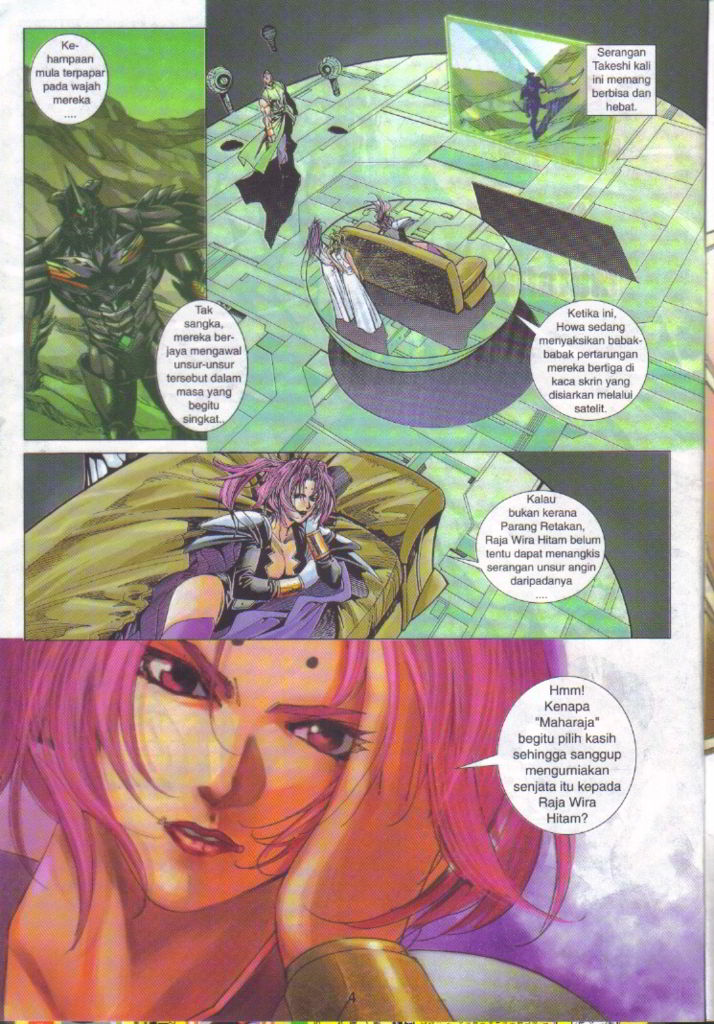 Ke-
hampaan
mula terpapar
pada wajah
mereka
....
Serangan
Takeshi kali
ini memang
berbisa dan
hebat.
Tak
sangka,
mereka ber-
jaya mengawal
unsur-unsur
tersebut dalam
masa yang
begitu
singkat..
Ketika ini,
Howa sedang
menyaksikan babak-
babak pertarungan
mereka bertiga di
kaca skrin yang
disiarkan melalui
satelit.
Kalau
bukan kerana
Parang Retakan,
Raja Wira Hitam belum
tentu dapat menangkis
serangan unsur angin
daripadanya
....
Hmm!
Kenapa
"Maharaja"
begitu pilih kasih
sehingga sanggup
mengurniakan
senjata itu kepada
Raja Wira
Hitam?
4